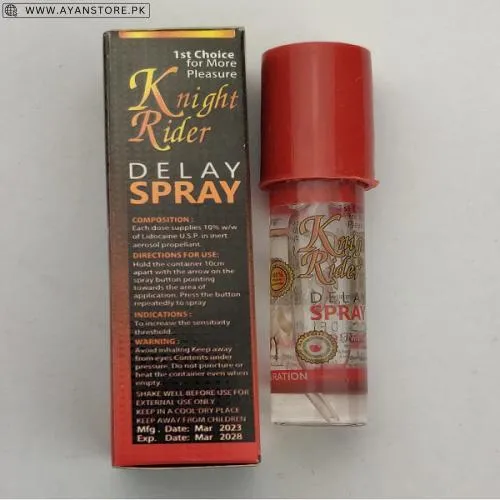 WWW.AYANSTORE.PK
1st Choice
for More
Pleasure
Knight
Rider
DELAY
SPRAY
COMPOSITION :
Each dose supplies 10% w/w
of Lidocaine U.S.P. in inert
aerosol propellant.
DIRECTIONS FOR USE:
Hold the container 10cm
apart with the arrow on the
spray button pointing
towards the area of
application. Press the button
repeatedly to spray
INDICATIONS :
To increase the sensitivity
threshold.
WARNING :
Avoid inhaling Keep away
from eyes Contents under
pressure. Do not puncture or
heat the container even when
empty.
SHAKE WELL BEFORE USE FOR
EXTERNAL USE ONLY
KEEP IN A COOL DRY PLACE
KEEP AWAY FROM CHILDREN
Mfg . Date: Mar 2023
Exp. Date: Mar 2028
Knight
Rider
DELAY
SPRAY